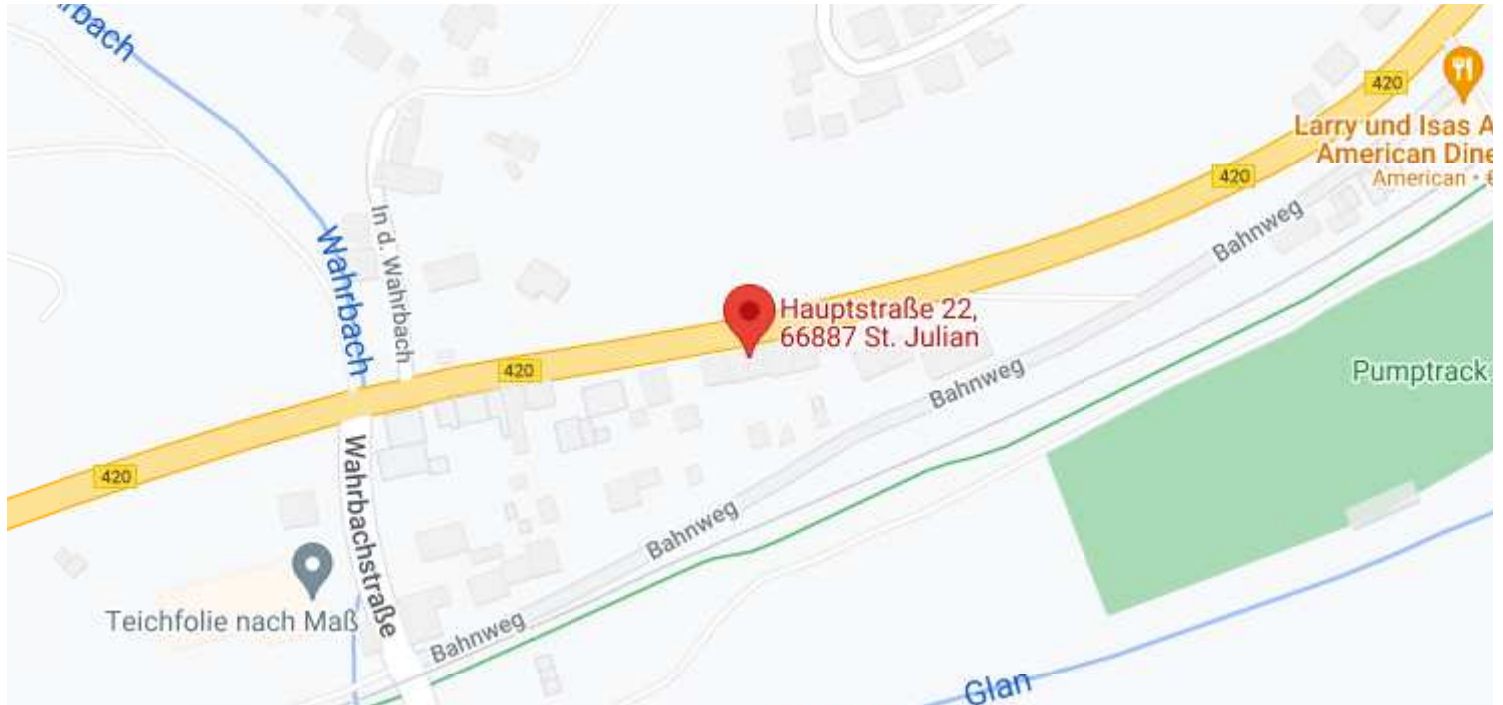 rbach
420
Larry und Isas A
American Dine
American • €
420
In d. Wahrbach
Wahrbach
Bahnweg
Hauptstraße 22,
66887 St. Julian
420
Bahnweg
Pumptrack
420
Wahrbachstraße
Bahnweg
Teichfolie nach Maß
Bahnweg
Glan